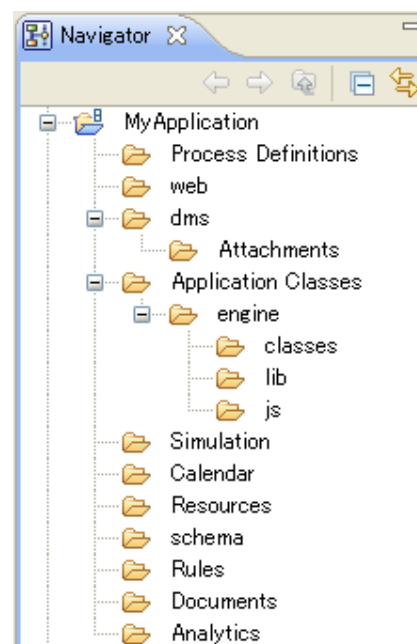 Navigator
MyApplication
Process Definitions
web
dms
Attachments
Application Classes
engine
classes
lib
js
Simulation
Calendar
Resources
schema
Rules
Documents
Analytics